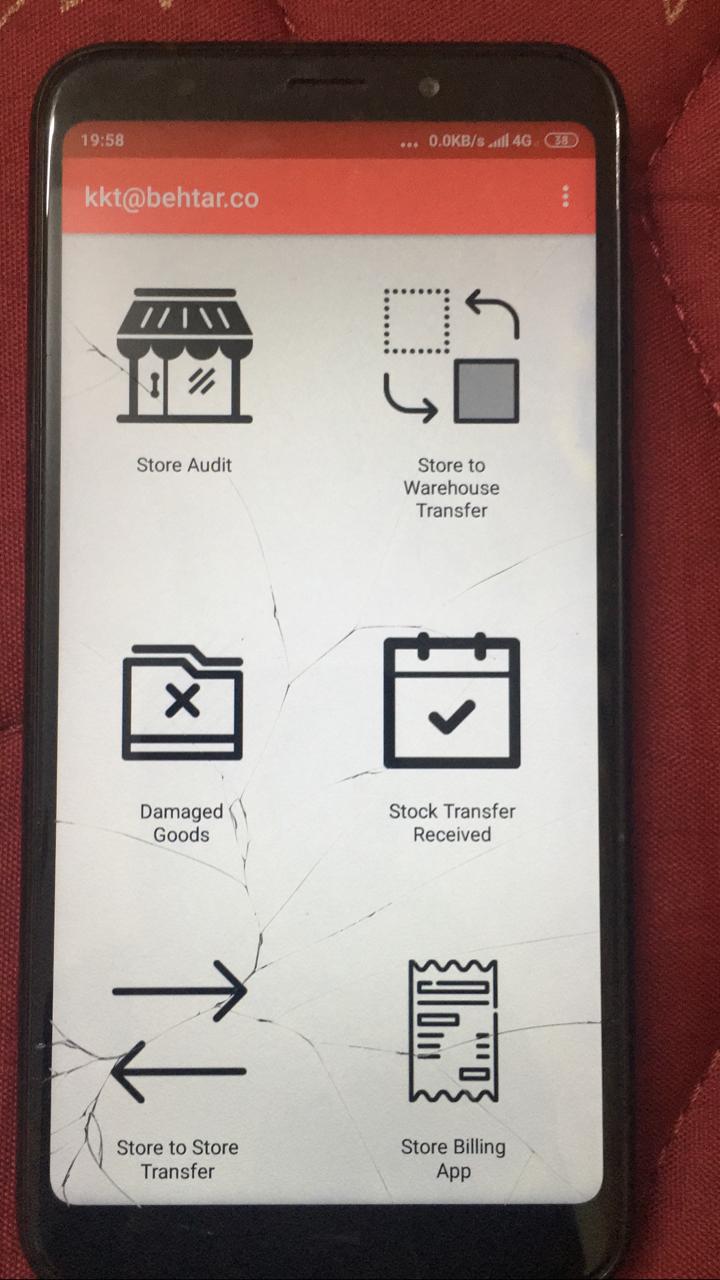 19:58
... 0.0KB/s 4G 38
kkt@behtar.co
Store Audit
Store to
Warehouse
Transfer
Damaged
Goods
Stock Transfer
Received
Store to Store
Transfer
Store Billing
App